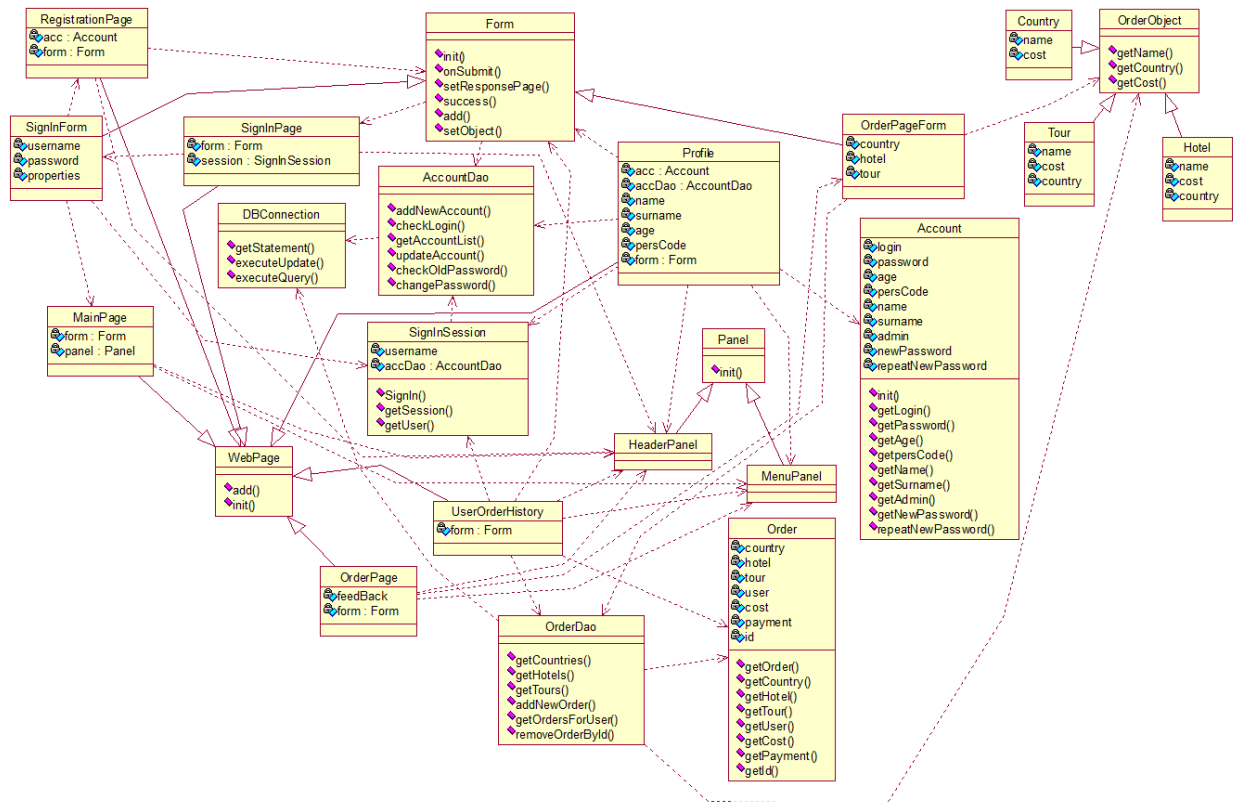 RegistrationPage
acc : Account
form : Form
Form
init()
onSubmit()
setResponsePage()
success()
add()
setObject()
Country
name
cost
OrderObject
getName()
getCountry()
getCost()
SignInForm
username
password
properties
SignInPage
form : Form
session : SignInSession
OrderPageForm
country
hotel
tour
Tour
name
cost
country
Hotel
name
cost
country
Profile
acc : Account
accDao : AccountDao
name
surname
age
persCode
form : Form
AccountDao
addNewAccount()
checkLogin()
getAccountList()
updateAccount()
checkOldPassword()
changePassword()
DBConnection
getStatement()
executeUpdate()
executeQuery()
Account
login
password
age
persCode
name
surname
admin
newPassword
repeatNewPassword
init()
getLogin()
getPassword()
getAge()
getpersCode()
getName()
getSurname()
getAdmin()
getNewPassword()
repeatNewPassword()
MainPage
form : Form
panel : Panel
SignInSession
username
accDao : AccountDao
SignIn()
getSession()
getUser()
Panel
init()
HeaderPanel
MenuPanel
WebPage
add()
init()
UserOrderHistory
form : Form
Order
country
hotel
tour
user
cost
payment
id
getOrder()
getCountry()
getHotel()
getTour()
getUser()
getCost()
getPayment()
getId()
OrderPage
feedBack
form : Form
OrderDao
getCountries()
getHotels()
getTours()
addNewOrder()
getOrdersForUser()
removeOrderById()